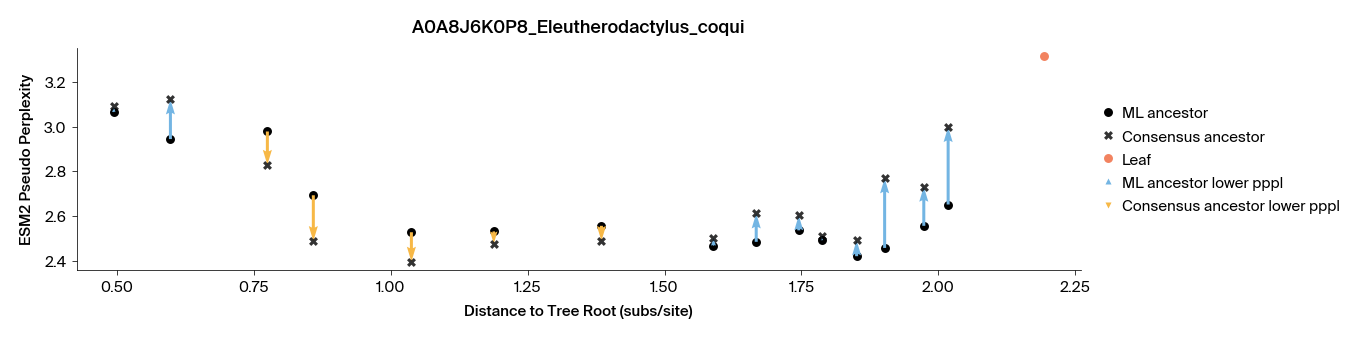 A0A8J6K0P8_Eleutherodactylus_coqui
ESM2 Pseudo Perplexity
3.2
3.0
2.8
2.6
2.4
0.50 0.75 1.00 1.25 1.50 1.75 2.00 2.25
Distance to Tree Root (subs/site)
ML ancestor
Consensus ancestor
Leaf
ML ancestor lower pppl
Consensus ancestor lower pppl